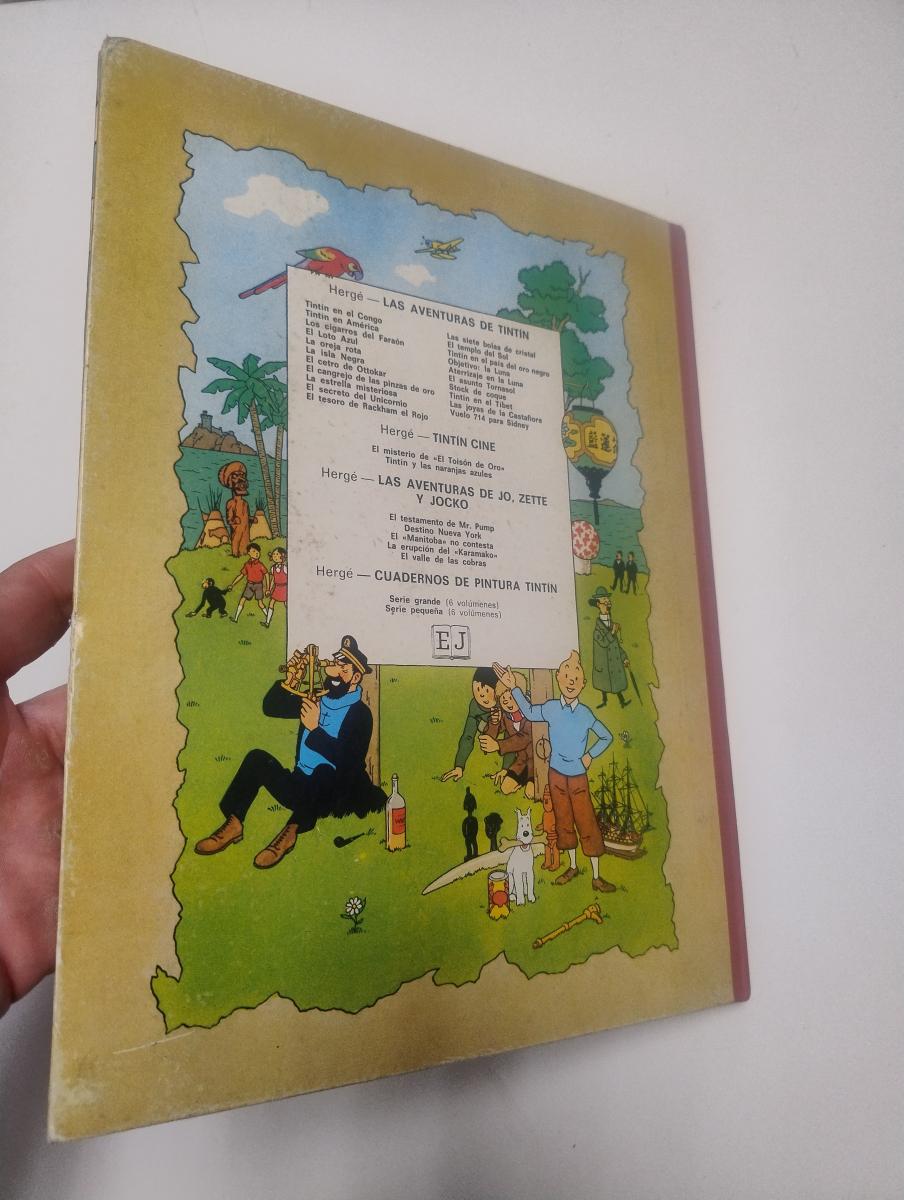 Hergé — LAS AVENTURAS DE TINTÍN
Tintín en el Congo
Tintín en América
Los cigarros del Faraón
El Loto Azul
La oreja rota
La isla Negra
El cetro de Ottokar
El cangrejo de las pinzas de oro
La estrella misteriosa
El secreto del Unicornio
El tesoro de Rackham el Rojo
Las siete bolas de cristal
El templo del Sol
Tintín en el país del oro negro
Objetivo: la Luna
Aterrizaje en la Luna
El asunto Tornasol
Stock de coque
Tintín en el Tíbet
Las joyas de la Castafiore
Vuelo 714 para Sidney
Hergé — TINTÍN CINE
El misterio de «El Toisón de Oro»
Tintín y las naranjas azules
Hergé — LAS AVENTURAS DE JO, ZETTE
Y JOCKO
El testamento de Mr. Pump
Destino Nueva York
El «Manitoba» no contesta
La erupción del «Karamako»
El valle de las cobras
Hergé — CUADERNOS DE PINTURA TINTÍN
Serie grande (6 volúmenes)
Serie pequeña (6 volúmenes)
EJ